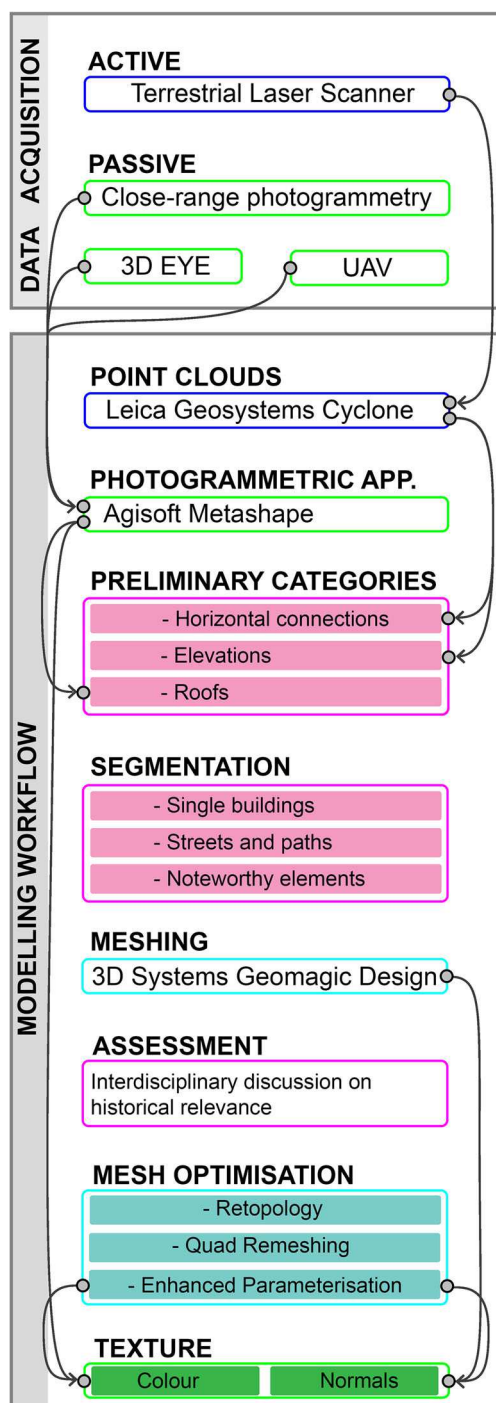 DATA ACQUISITION
ACTIVE
Terrestrial Laser Scanner
PASSIVE
Close-range photogrammetry
3D EYE
UAV
MODELLING WORKFLOW
POINT CLOUDS
Leica Geosystems Cyclone
PHOTOGRAMMETRIC APP.
Agisoft Metashape
PRELIMINARY CATEGORIES
- Horizontal connections
- Elevations
- Roofs
SEGMENTATION
- Single buildings
- Streets and paths
- Noteworthy elements
MESHING
3D Systems Geomagic Design
ASSESSMENT
Interdisciplinary discussion on
historical relevance
MESH OPTIMISATION
- Retopology
- Quad Remeshing
- Enhanced Parameterisation
TEXTURE
Colour
Normals